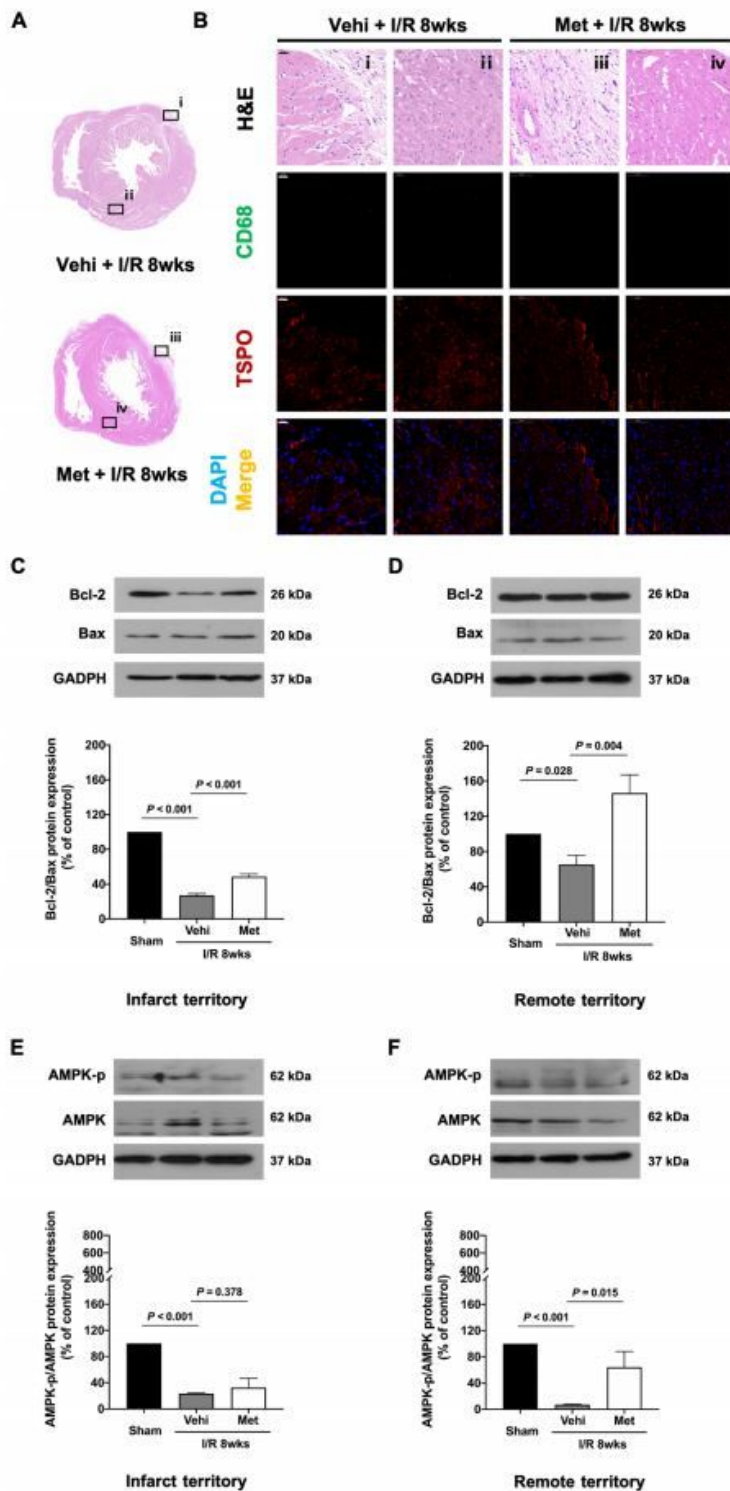 A
B
Vehi + I/R 8wks
Met + I/R 8wks
i
ii
iii
iv
H&E
i
ii
Vehi + I/R 8wks
CD68
iii
iv
Met + I/R 8wks
TSPO
DAPI
Merge
C
Bcl-2
26 kDa
Bax
20 kDa
GADPH
37 kDa
Bcl-2/Bax protein expression
(% of control)
200
160
120
80
40
0
P < 0.001
P < 0.001
Sham
Vehi
Met
I/R 8wks
Infarct territory
D
Bcl-2
26 kDa
Bax
20 kDa
GADPH
37 kDa
Bcl-2/Bax protein expression
(% of control)
200
160
120
80
40
0
P = 0.004
P = 0.028
Sham
Vehi
Met
I/R 8wks
Remote territory
E
AMPK-p
62 kDa
AMPK
62 kDa
GADPH
37 kDa
AMPK-p/AMPK protein expression
(% of control)
800
600
400
200
160
120
80
40
0
P = 0.378
P < 0.001
Sham
Vehi
Met
I/R 8wks
Infarct territory
F
AMPK-p
62 kDa
AMPK
62 kDa
GADPH
37 kDa
AMPK-p/AMPK protein expression
(% of control)
800
600
400
200
160
120
80
40
0
P = 0.015
P < 0.001
Sham
Vehi
Met
I/R 8wks
Remote territory